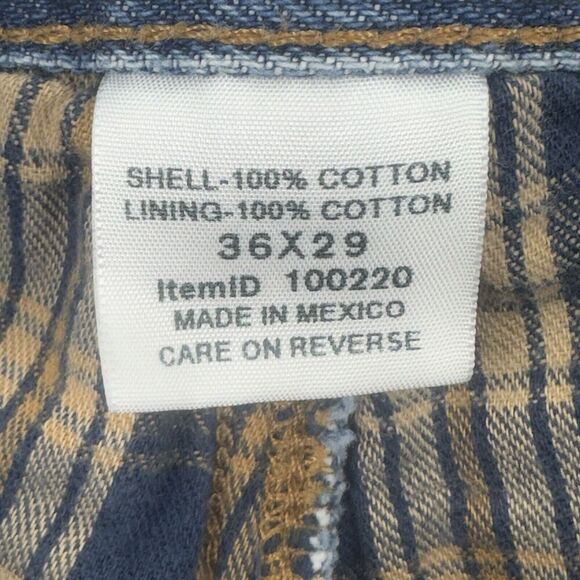 SHELL-100% COTTON
LINING-100% COTTON
36X29
ItemID 100220
MADE IN MEXICO
CARE ON REVERSE